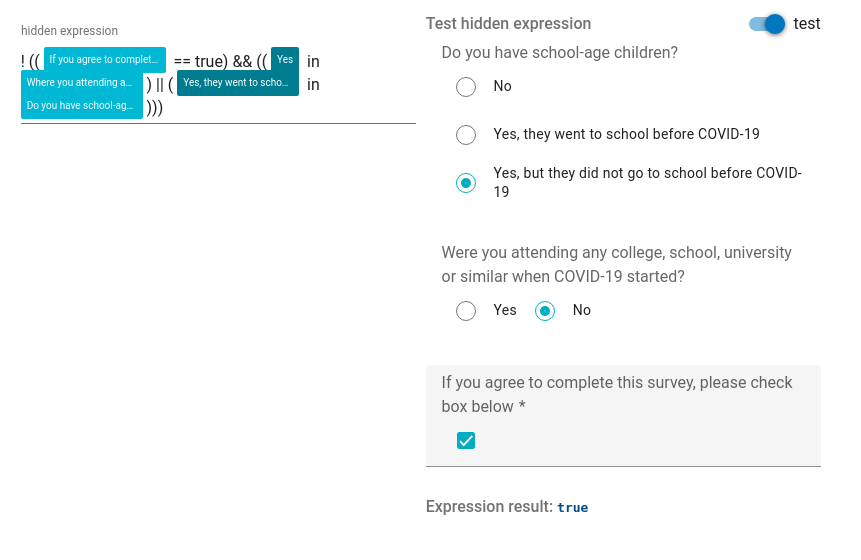 hidden expression
! (( If you agree to complet... == true) && (( Yes in
Where you attending a... ) || ( Yes, they went to scho... in
Do you have school-ag... )))
Test hidden expression
test
Do you have school-age children?
No
Yes, they went to school before COVID-19
Yes, but they did not go to school before COVID-
19
Were you attending any college, school, university
or similar when COVID-19 started?
Yes No
If you agree to complete this survey, please check
box below *
Expression result: true